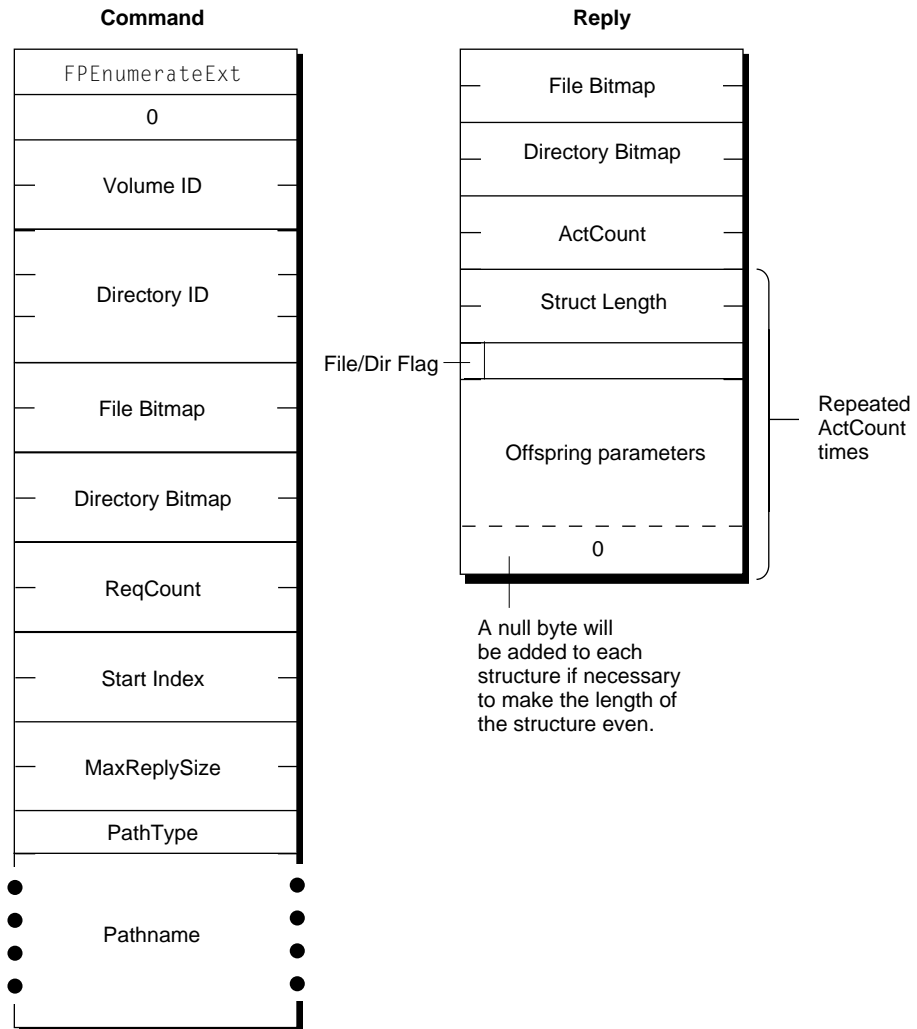 Command
FPEnumerateExt
0
Volume ID
Directory ID
File Bitmap
Directory Bitmap
ReqCount
Start Index
MaxReplySize
PathType
Pathname
Reply
File Bitmap
Directory Bitmap
ActCount
Struct Length
File/Dir Flag
Offspring parameters
0
Repeated
ActCount
times
A null byte will
be added to each
structure if necessary
to make the length of
the structure even.